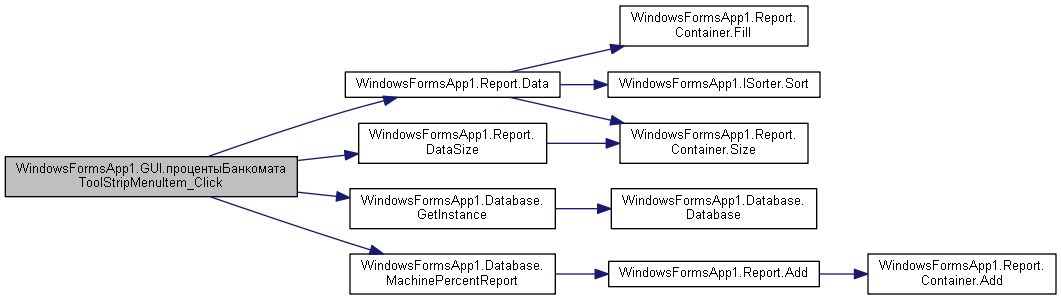 WindowsFormsApp1.GUI.процентыБанкомата
ToolStripMenuItem_Click
WindowsFormsApp1.Report.Data
WindowsFormsApp1.Report.
Container.Fill
WindowsFormsApp1.ISorter.Sort
WindowsFormsApp1.Report.
Container.Size
WindowsFormsApp1.Report.
DataSize
WindowsFormsApp1.Database.
GetInstance
WindowsFormsApp1.Database.
Database
WindowsFormsApp1.Database.
MachinePercentReport
WindowsFormsApp1.Report.Add
WindowsFormsApp1.Report.
Container.Add